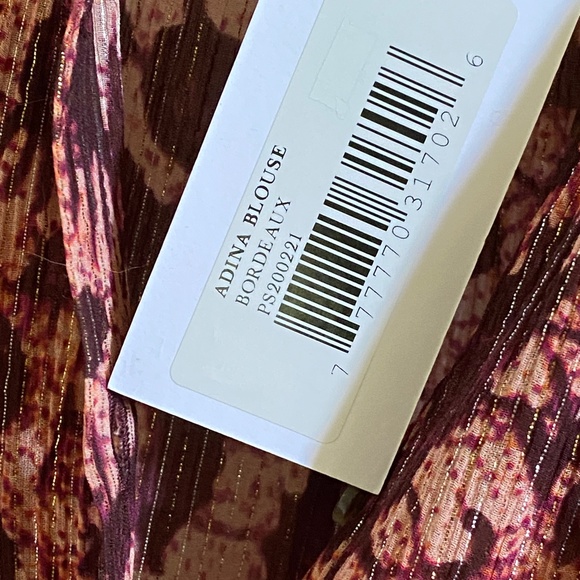 ADINA BLOUSE
BORDEAUX
PS200221
7 77770 31702 6